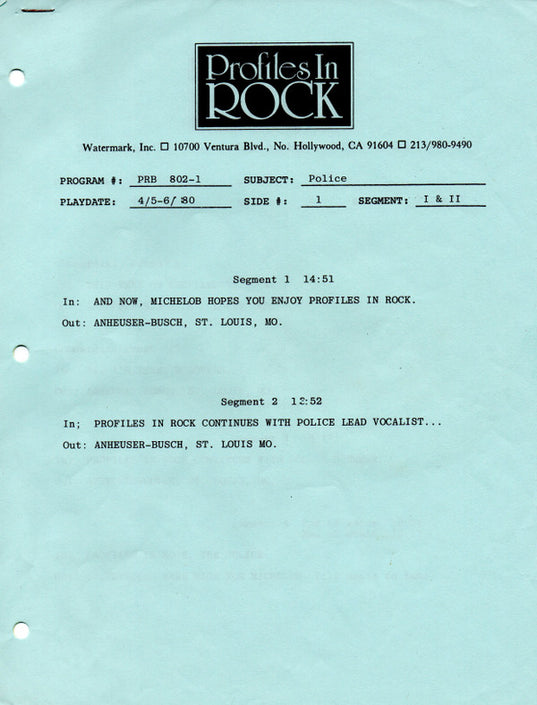 Profiles In
ROCK
Watermark, Inc. ☐ 10700 Ventura Blvd., No. Hollywood, CA 91604 ☐ 213/980-9490
PROGRAM #: PRB 802-1 SUBJECT: Police
PLAYDATE: 4/5-6/ 80 SIDE #: 1 SEGMENT: I & II
Segment 1 14:51
In: AND NOW, MICHELOB HOPES YOU ENJOY PROFILES IN ROCK.
Out: ANHEUSER-BUSCH, ST. LOUIS, MO.
Segment 2
In; PROFILES IN ROCK CONTINUES WITH POLICE LEAD VOCALIST...
Out: ANHEUSER-BUSCH, ST. LOUIS MO.